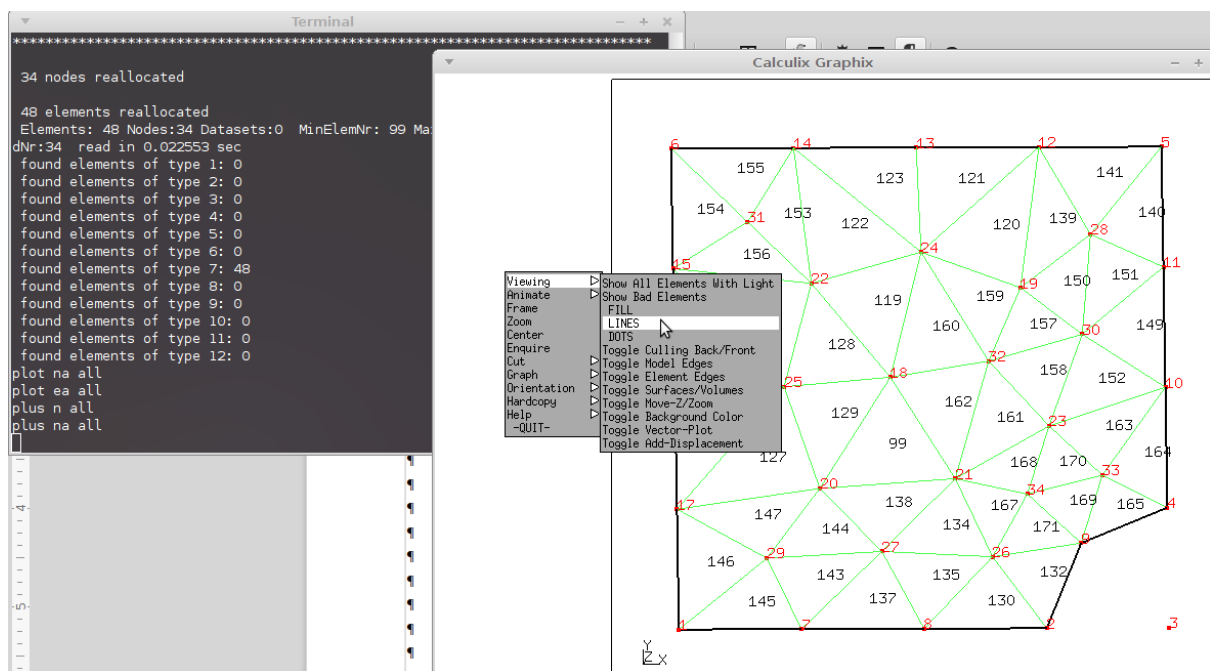 Terminal
********************************************************************************
34 nodes reallocated
48 elements reallocated
Elements: 48 Nodes:34 Datasets:0 MinElemNr: 99
dNr:34 read in 0.022553 sec
found elements of type 1: 0
found elements of type 2: 0
found elements of type 3: 0
found elements of type 4: 0
found elements of type 5: 0
found elements of type 6: 0
found elements of type 7: 48
found elements of type 8: 0
found elements of type 9: 0
found elements of type 10: 0
found elements of type 11: 0
found elements of type 12: 0
plot na all
plot ea all
plus n all
plus na all
Calculix Graphix
Viewing
Animate
Frame
Zoom
Center
Enquire
Cut
Graph
Orientation
Hardcopy
Help
-QUIT-
Show All Elements With Light
Show Bad Elements
FILL
LINES
DOTS
Toggle Culling Back/Front
Toggle Model Edges
Toggle Element Edges
Toggle Surfaces/Volumes
Toggle Move-Z/Zoom
Toggle Background Color
Toggle Vector-Plot
Toggle Add-Displacement
6 14 13 12 5
155 123 121 141
154 31 153 122 120 139 28 140
156 24
15 22 19 150 151 11
119 159
160 157 30 149
128 32
25 18 158 152 10
129 162 161 23 163
127 99 168 170 164
20 21 34 33
17 147 138 167 169 165 4
144 134 171 9
146 29 27 26
143 135 132
145 137 130
1 7 8 2 3
Y
Z X
4
5
¶
¶
¶
¶
¶
¶
¶
¶
¶